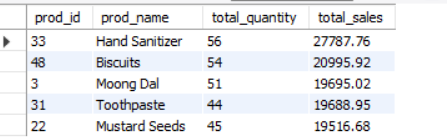 prod_id prod_name total_quantity total_sales
33 Hand Sanitizer 56 27787.76
48 Biscuits 54 20995.92
3 Moong Dal 51 19695.02
31 Toothpaste 44 19688.95
22 Mustard Seeds 45 19516.68